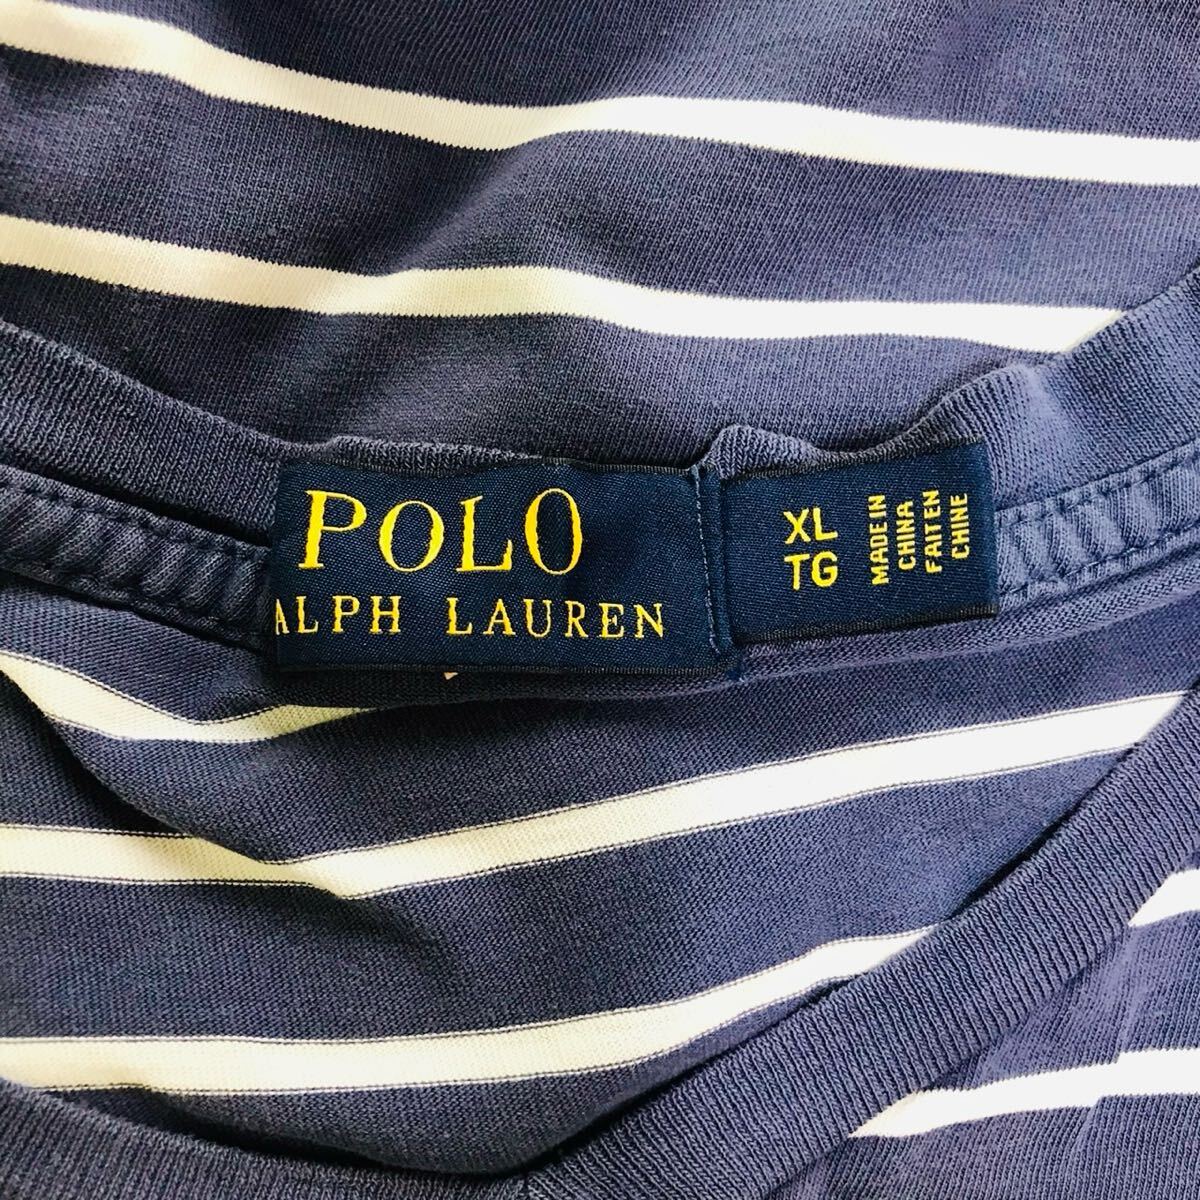 POLO
ALPH LAUREN
XL
TG
MADE IN
CHINA
FAIT EN
CHINE